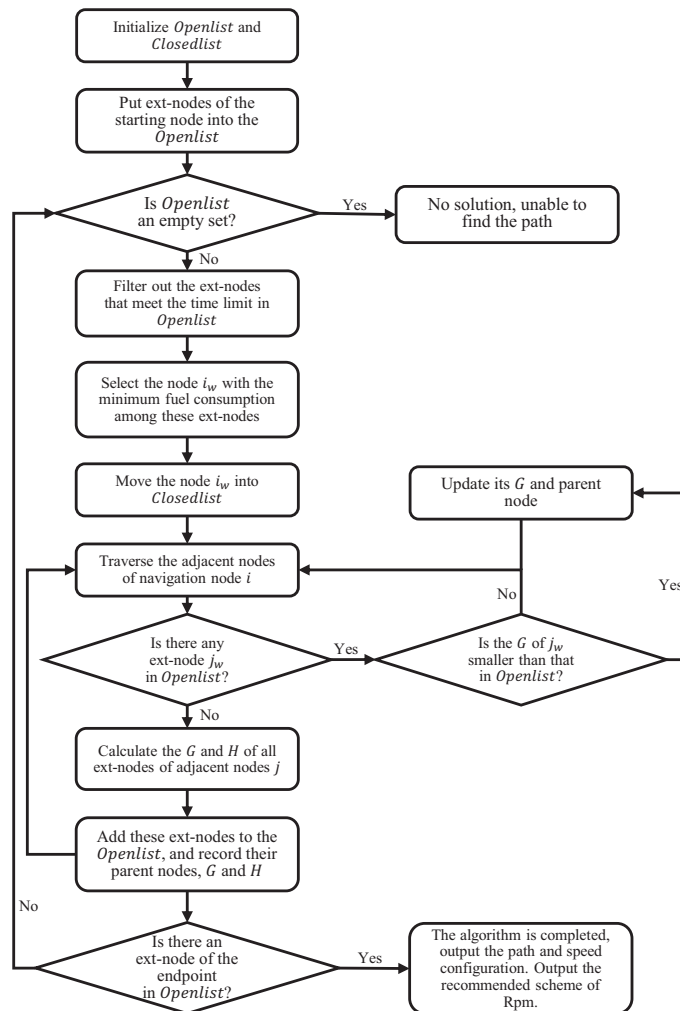 Initialize Openlist and
Closedlist
Put ext-nodes of the
starting node into the
Openlist
Is Openlist
an empty set?
Yes
No solution, unable to
find the path
No
Filter out the ext-nodes
that meet the time limit in
Openlist
Select the node i_w with the
minimum fuel consumption
among these ext-nodes
Move the node i_w into
Closedlist
Update its G and parent
node
Traverse the adjacent nodes
of navigation node i
No
Yes
Is there any
ext-node j_w
in Openlist?
Yes
Is the G of j_w
smaller than that
in Openlist?
No
Calculate the G and H of all
ext-nodes of adjacent nodes j
Add these ext-nodes to the
Openlist, and record their
parent nodes, G and H
No
Is there an
ext-node of the
endpoint
in Openlist?
Yes
The algorithm is completed,
output the path and speed
configuration. Output the
recommended scheme of
Rpm.